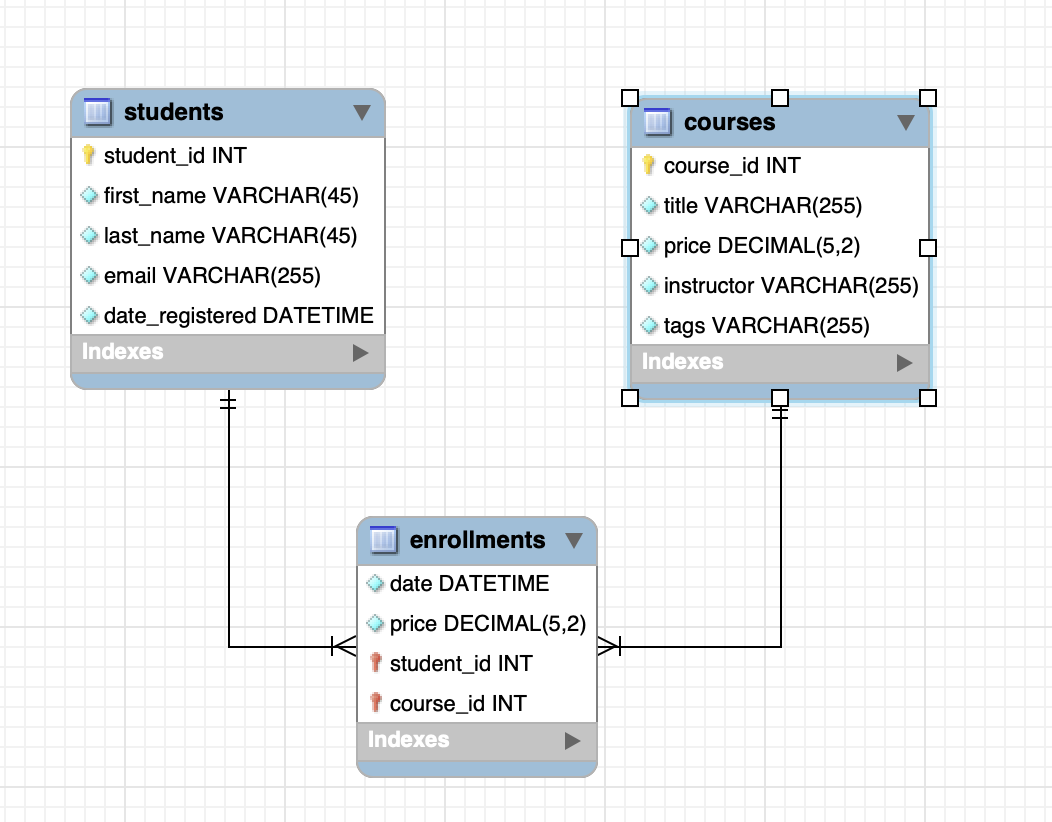 students
student_id INT
first_name VARCHAR(45)
last_name VARCHAR(45)
email VARCHAR(255)
date_registered DATETIME
Indexes
courses
course_id INT
title VARCHAR(255)
price DECIMAL(5,2)
instructor VARCHAR(255)
tags VARCHAR(255)
Indexes
enrollments
date DATETIME
price DECIMAL(5,2)
student_id INT
course_id INT
Indexes